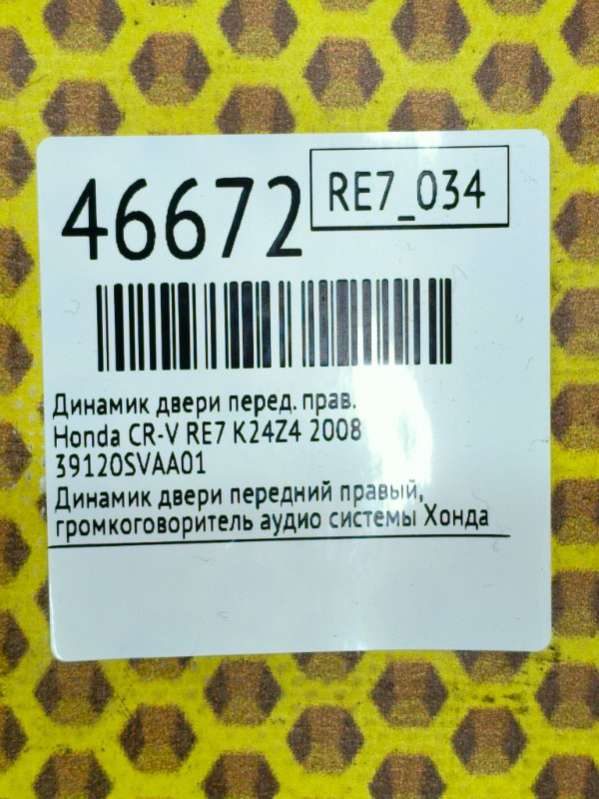 46672
RE7_034
Динамик двери перед. прав.
Honda CR-V RE7 K24Z4 2008
39120SVAA01
Динамик двери передний правый,
громкоговоритель аудио системы Хонда